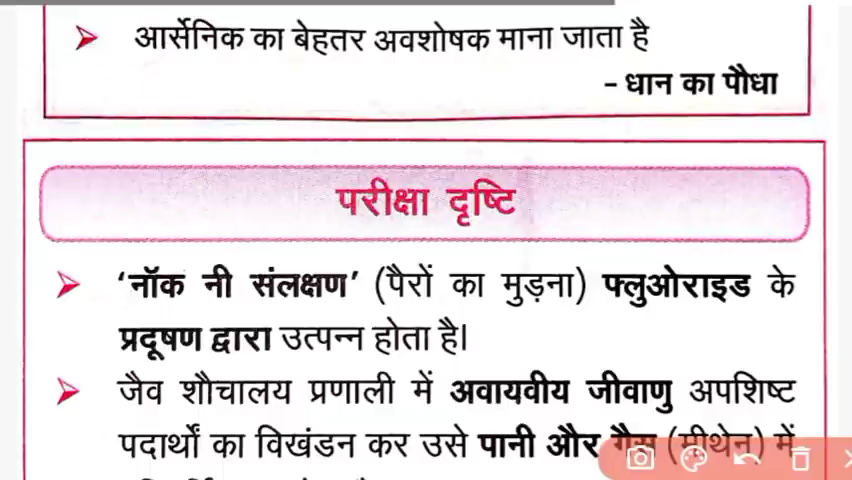 ➤ आर्सेनिक का बेहतर अवशोषक माना जाता है
– धान का पौधा
परीक्षा दृष्टि
➤ ‘नॉक नी संलक्षण’ (पैरों का मुड़ना) फ्लुओराइड के
प्रदूषण द्वारा उत्पन्न होता है।
➤ जैव शौचालय प्रणाली में अवायवीय जीवाणु अपशिष्ट
पदार्थों का विखंडन कर उसे पानी और गैस (मीथेन) में